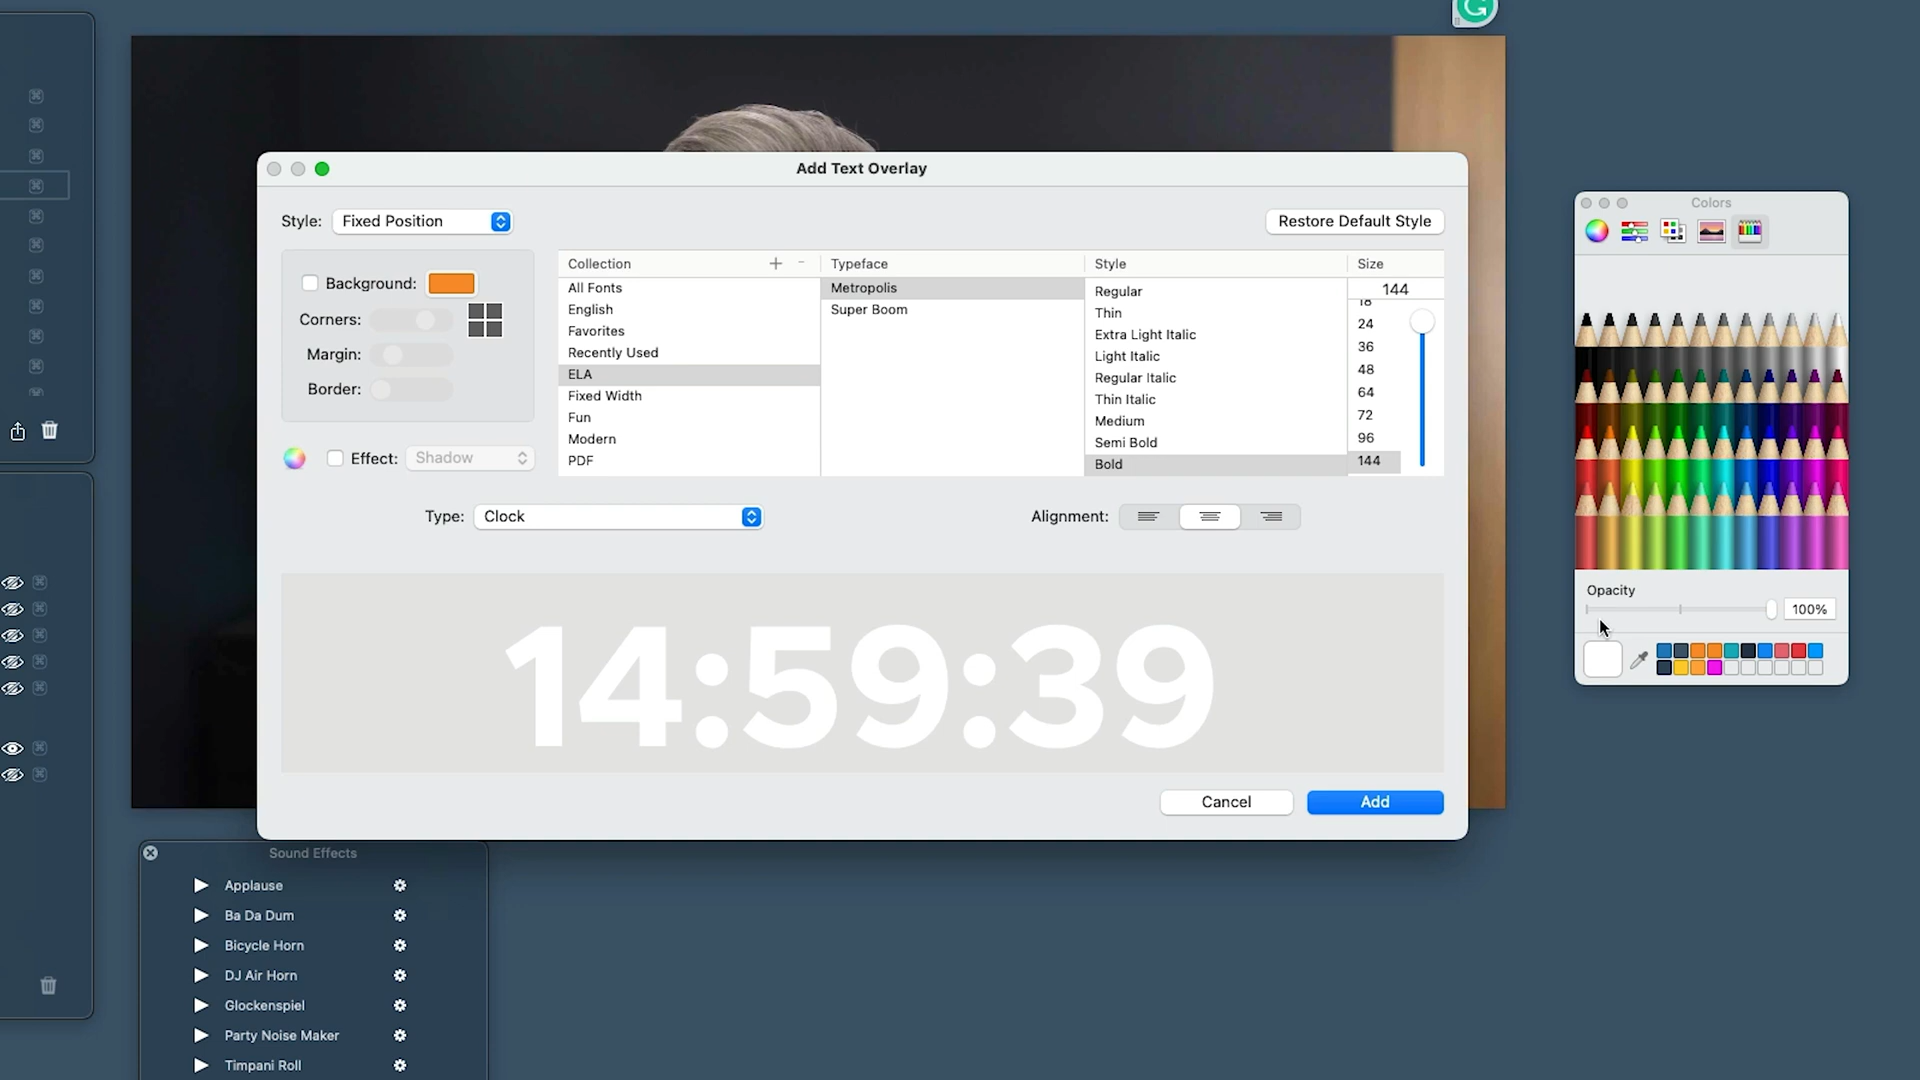 Add Text Overlay
Style: Fixed Position
Restore Default Style
Background:
Corners:
Margin:
Border:
Effect: Shadow
Collection
All Fonts
English
Favorites
Recently Used
ELA
Fixed Width
Fun
Modern
PDF
Typeface
Metropolis
Super Boom
Style
Regular
Thin
Extra Light Italic
Light Italic
Regular Italic
Thin Italic
Medium
Semi Bold
Bold
Size
144
18
24
36
48
64
72
96
144
Type: Clock
Alignment:
14:59:39
Cancel
Add
Colors
Opacity
100%
Sound Effects
Applause
Ba Da Dum
Bicycle Horn
DJ Air Horn
Glockenspiel
Party Noise Maker
Timpani Roll